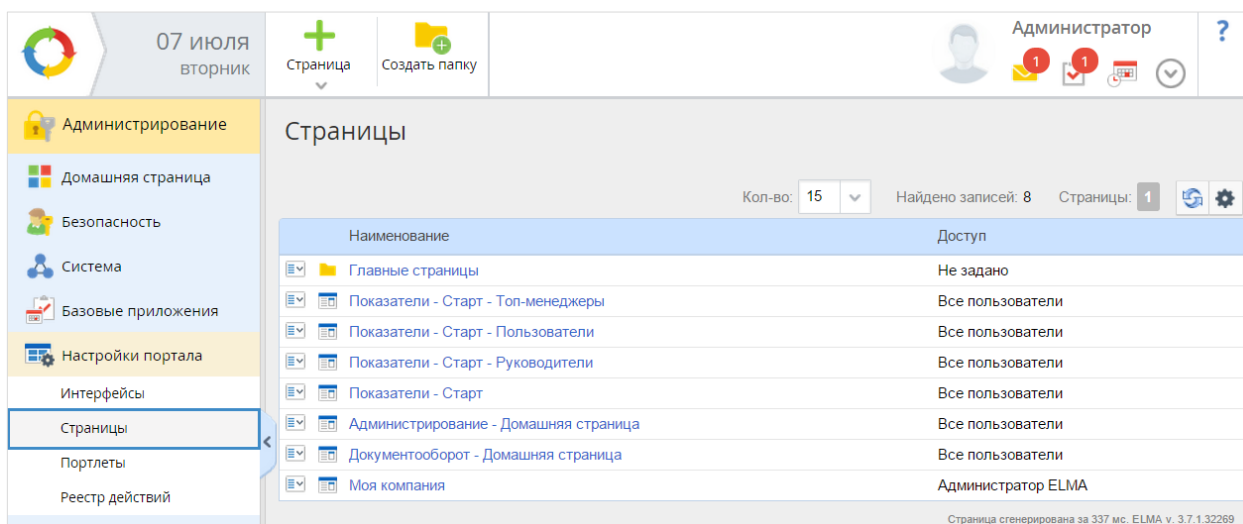 07 июля
вторник
Страница
Создать папку
Администратор
1
1
?
Администрирование
Домашняя страница
Безопасность
Система
Базовые приложения
Настройки портала
Интерфейсы
Страницы
Портлеты
Реестр действий
Страницы
Кол-во: 15 Найдено записей: 8 Страницы: 1
Наименование Доступ
Главные страницы Не задано
Показатели - Старт - Топ-менеджеры Все пользователи
Показатели - Старт - Пользователи Все пользователи
Показатели - Старт - Руководители Все пользователи
Показатели - Старт Все пользователи
Администрирование - Домашняя страница Все пользователи
Документооборот - Домашняя страница Все пользователи
Моя компания Администратор ELMA
Страница сгенерирована за 337 мс. ELMA v. 3.7.1.32269